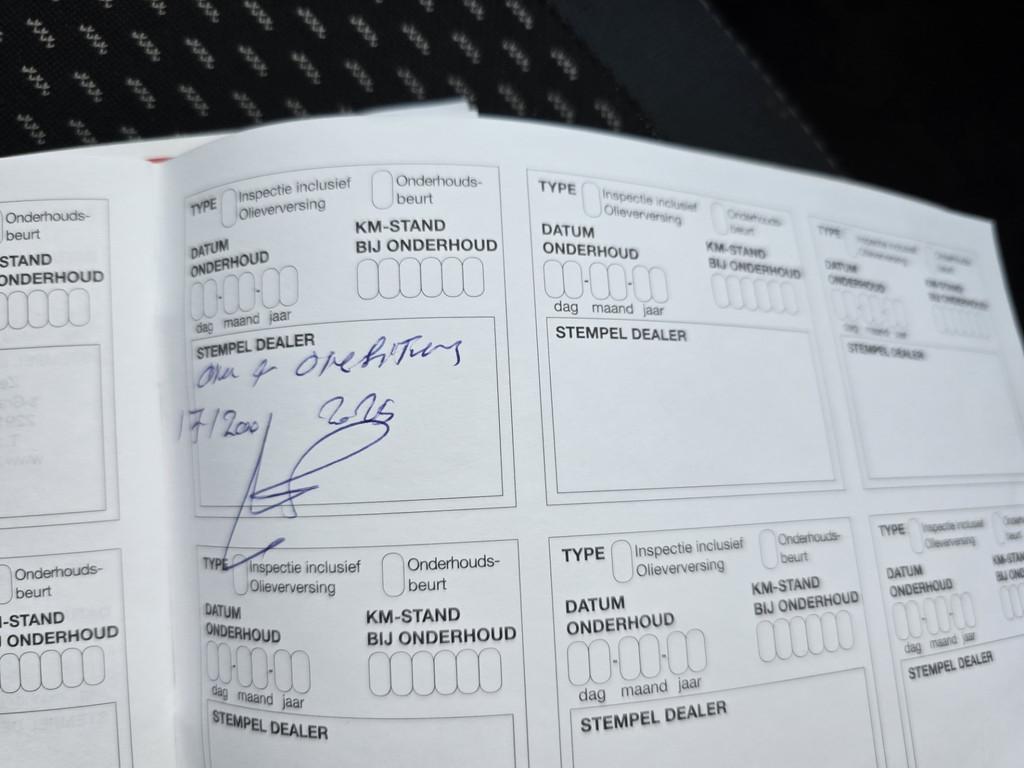 Onderhouds-
beurt
STAND
ONDERHOUD
TYPE Inspectie inclusief Olieverversing Onderhouds-beurt
DATUM ONDERHOUD
KM-STAND BIJ ONDERHOUD
dag maand jaar
STEMPEL DEALER
17/200
2025
TYPE Inspectie inclusief Olieverversing Onderhouds-beurt
DATUM ONDERHOUD
KM-STAND BIJ ONDERHOUD
dag maand jaar
STEMPEL DEALER
TYPE Inspectie inclusief Olieverversing Onderhouds-beurt
DATUM ONDERHOUD
KM-STAND BIJ ONDERHOUD
dag maand jaar
STEMPEL DEALER
Onderhouds-
beurt
-STAND
J ONDERHOUD
TYPE Inspectie inclusief Olieverversing Onderhouds-beurt
DATUM ONDERHOUD
KM-STAND BIJ ONDERHOUD
dag maand jaar
STEMPEL DEALER
TYPE Inspectie inclusief Olieverversing Onderhouds-beurt
DATUM ONDERHOUD
KM-STAND BIJ ONDERHOUD
dag maand jaar
STEMPEL DEALER
TYPE Inspectie inclusief Olieverversing
DATUM ONDERHOUD
dag maand jaar
STEMPEL DEALER